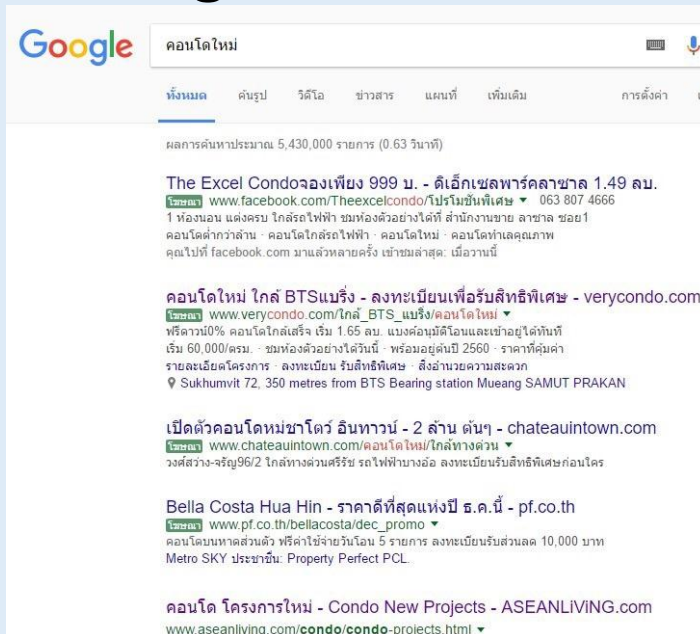 Google
คอนโดใหม่
ทั้งหมด ค้นรูป วิดีโอ ข่าวสาร แผนที่ เพิ่มเติม การตั้งค่า
ผลการค้นหาประมาณ 5,430,000 รายการ (0.63 วินาที)
The Excel Condoจองเพียง 999 บ. - ดิเอ็กเซลพาร์คลาซาล 1.49 ลบ.
โฆษณา www.facebook.com/Theexcelcondo/โปรโมชันพิเศษ ▼ 063 807 4666
1 ห้องนอน แต่งครบ ใกล้รถไฟฟ้า ชมห้องตัวอย่างได้ที่ สำนักงานขาย ลาซาล ซอย1
คอนโดต่ำกว่าล้าน · คอนโดใกล้รถไฟฟ้า · คอนโดใหม่ · คอนโดทำเลคุณภาพ
คุณไปที่ facebook.com มาแล้วหลายครั้ง เข้าชมล่าสุด: เมื่อวานนี้
คอนโดใหม่ ใกล้ BTSแบริ่ง - ลงทะเบียนเพื่อรับสิทธิพิเศษ - verycondo.com
โฆษณา www.verycondo.com/ใกล้_BTS_แบริ่ง/คอนโดใหม่ ▼
ฟรีดาวน์0% คอนโดใกล้เสร็จ เริ่ม 1.65 ลบ. แบงค์อนุมัติโอนและเข้าอยู่ได้ทันที
เริ่ม 60,000/ตรม. · ชมห้องตัวอย่างได้วันนี้ · พร้อมอยู่ต้นปี 2560 · ราคาที่คุ้มค่า
รายละเอียดโครงการ · ลงทะเบียน รับสิทธิพิเศษ · สิ่งอำนวยความสะดวก
Sukhumvit 72, 350 metres from BTS Bearing station Mueang SAMUT PRAKAN
เปิดตัวคอนโดหม่ชาโตว์ อินทาวน์ - 2 ล้าน ต้นๆ - chateauintown.com
โฆษณา www.chateauintown.com/คอนโดใหม่/ใกล้ทางด่วน ▼
วงศ์สว่าง-จรัญ96/2 ใกล้ทางด่วนศรีรัช รถไฟฟ้าบางอ้อ ลงทะเบียนรับสิทธิพิเศษก่อนใคร
Bella Costa Hua Hin - ราคาดีที่สุดแห่งปี ธ.ค.นี้ - pf.co.th
โฆษณา www.pf.co.th/bellacosta/dec_promo ▼
คอนโดบนหาดส่วนตัว ฟรีค่าใช้จ่ายวันโอน 5 รายการ ลงทะเบียนรับส่วนลด 10,000 บาท
Metro SKY ประชาชื่น: Property Perfect PCL.
คอนโด โครงการใหม่ - Condo New Projects - ASEANLiViNG.com
www.aseanliving.com/condo/condo-projects.html ▼